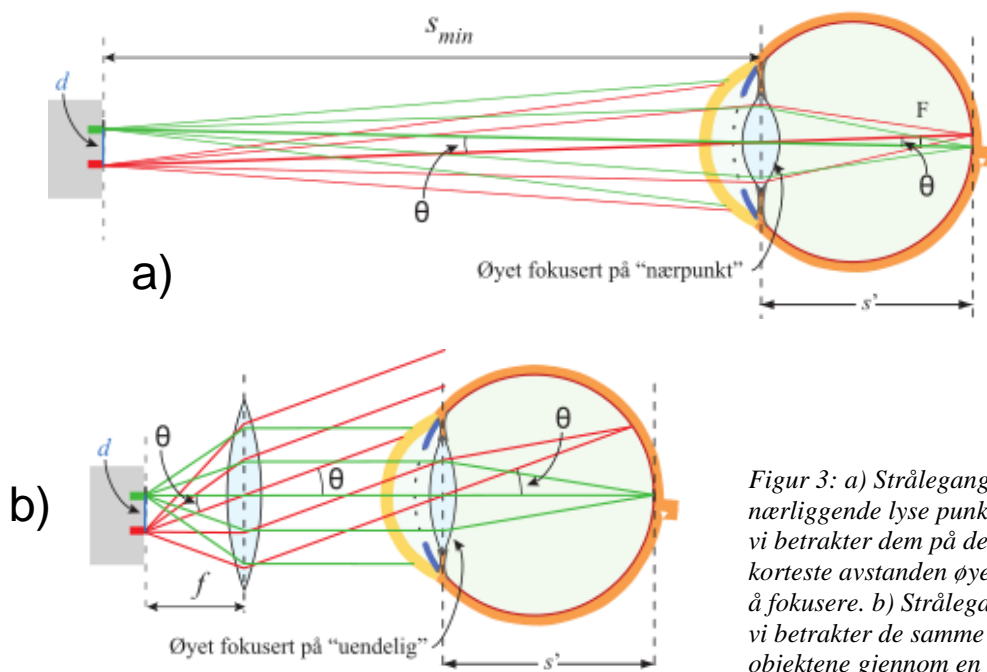 s_min
d
F
θ
θ
a)
Øyet fokusert på “nærpunkt”
s’
b)
d
θ
θ
θ
f
Øyet fokusert på “uendelig”
s’
Figur 3: a) Strålegang
nærliggende lyse punk
vi betrakter dem på de
korteste avstanden øye
å fokusere. b) Strålega
vi betrakter de samme
objektene gjennom en